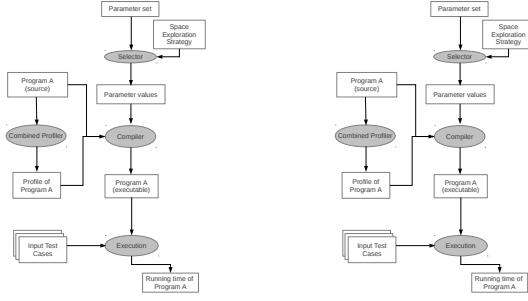 Parameter set
Space
Exploration
Strategy
Selector
Program A
(source)
Parameter values
Combined Profiler
Compiler
Profile of
Program A
Program A
(executable)
Input Test
Cases
Execution
Running time of
Program A
Parameter set
Space
Exploration
Strategy
Selector
Program A
(source)
Parameter values
Combined Profiler
Compiler
Profile of
Program A
Program A
(executable)
Input Test
Cases
Execution
Running time of
Program A